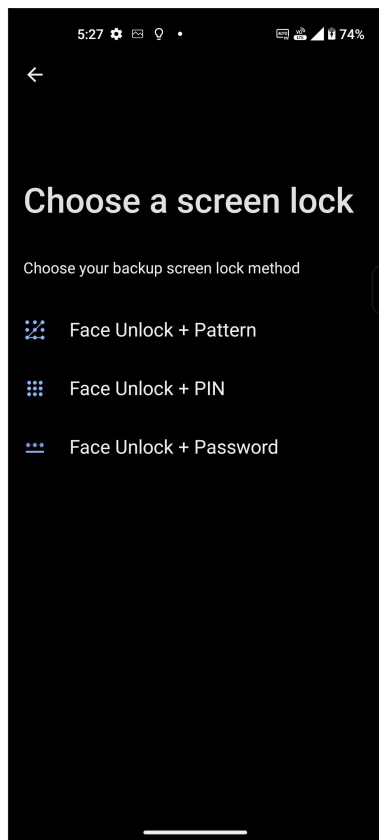 5:27
74%
Choose a screen lock
Choose your backup screen lock method
Face Unlock + Pattern
Face Unlock + PIN
Face Unlock + Password